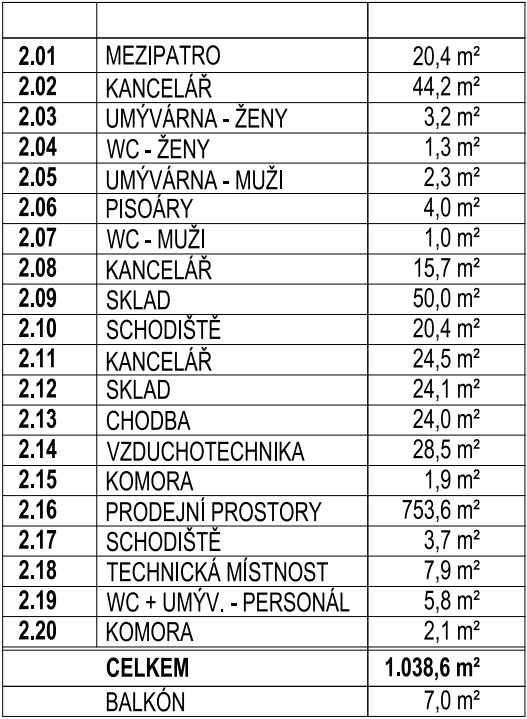 2.01 MEZIPATRO 20,4 m²
2.02 KANCELÁŘ 44,2 m²
2.03 UMÝVÁRNA - ŽENY 3,2 m²
2.04 WC - ŽENY 1,3 m²
2.05 UMÝVÁRNA - MUŽI 2,3 m²
2.06 PISOÁRY 4,0 m²
2.07 WC - MUŽI 1,0 m²
2.08 KANCELÁŘ 15,7 m²
2.09 SKLAD 50,0 m²
2.10 SCHODIŠTĚ 20,4 m²
2.11 KANCELÁŘ 24,5 m²
2.12 SKLAD 24,1 m²
2.13 CHODBA 24,0 m²
2.14 VZDUCHOTECHNIKA 28,5 m²
2.15 KOMORA 1,9 m²
2.16 PRODEJNÍ PROSTORY 753,6 m²
2.17 SCHODIŠTĚ 3,7 m²
2.18 TECHNICKÁ MÍSTNOST 7,9 m²
2.19 WC + UMÝV. - PERSONÁL 5,8 m²
2.20 KOMORA 2,1 m²
CELKEM 1.038,6 m²
BALKÓN 7,0 m²